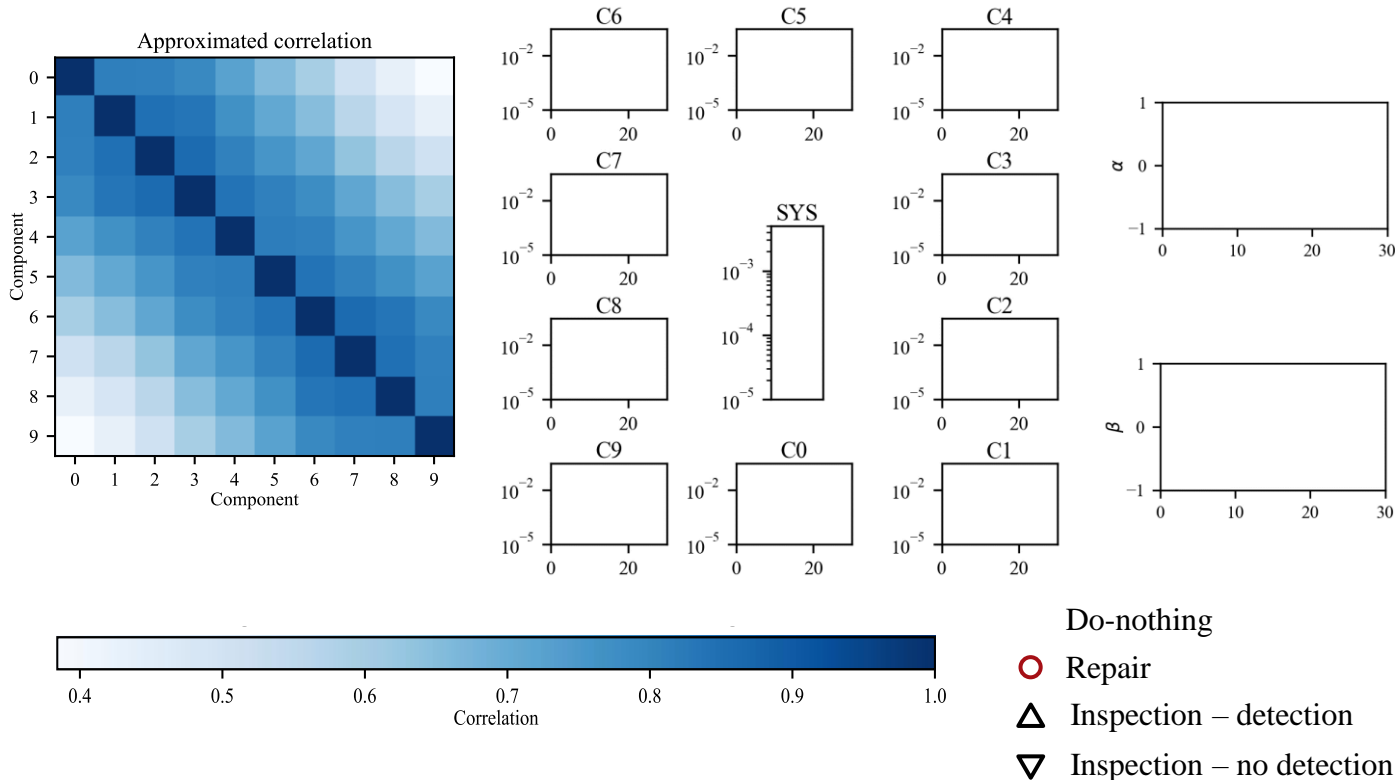 Approximated correlation
Component
0
1
2
3
4
5
6
7
8
9
0 1 2 3 4 5 6 7 8 9
Component
C6
10−2
10−5
0 20
C5
10−2
10−5
0 20
C4
10−2
10−5
0 20
C7
10−2
10−5
0 20
SYS
10−3
10−4
10−5
C3
10−2
10−5
0 20
C8
10−2
10−5
0 20
C2
10−2
10−5
0 20
C9
10−2
10−5
0 20
C0
10−2
10−5
0 20
C1
10−2
10−5
0 20
α
1
0
−1
0 10 20 30
β
1
0
−1
0 10 20 30
0.4 0.5 0.6 0.7 0.8 0.9 1.0
Correlation
Do-nothing
Repair
Inspection – detection
Inspection – no detection